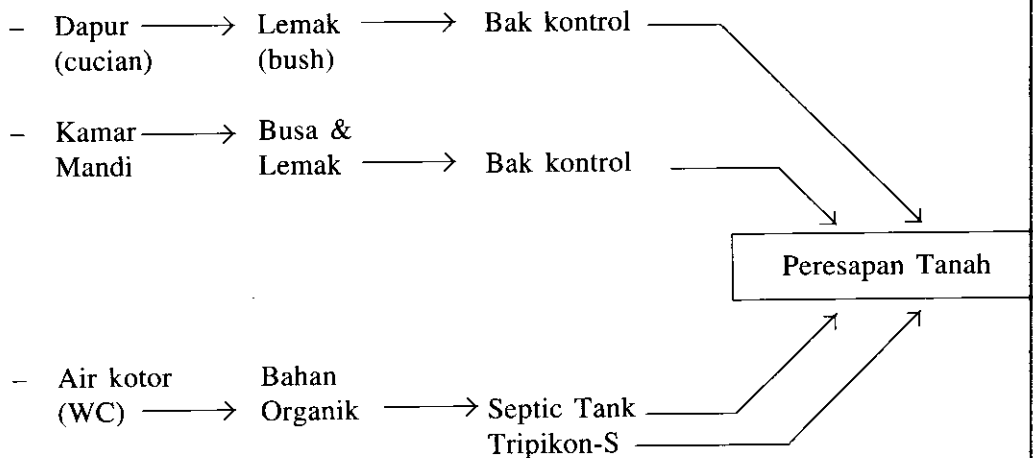 – Dapur → Lemak → Bak kontrol
(cucian) (bush)
– Kamar → Busa &
Mandi Lemak → Bak kontrol
Peresapan Tanah
– Air kotor Bahan
(WC) → Organik → Septic Tank
Tripikon-S